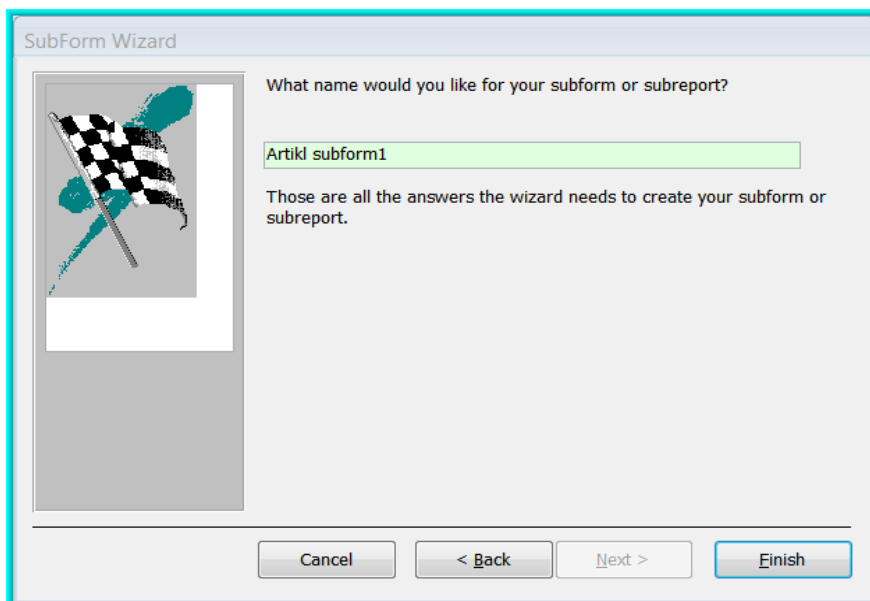 SubForm Wizard
What name would you like for your subform or subreport?
Artikl subform1
Those are all the answers the wizard needs to create your subform or
subreport.
Cancel
< Back
Next >
Finish